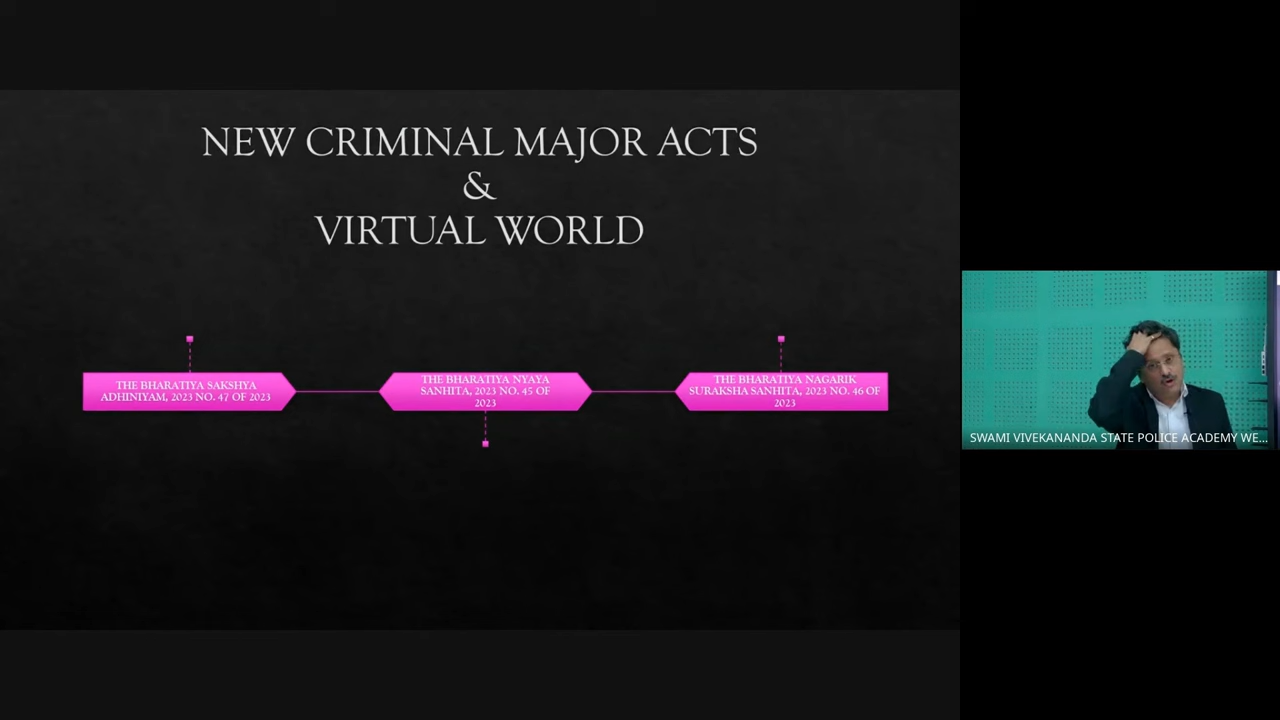 NEW CRIMINAL MAJOR ACTS
&
VIRTUAL WORLD
THE BHARATIYA SAKSHYA
ADHINIYAM, 2023 NO. 47 OF 2023
THE BHARATIYA NYAYA
SANHITA, 2023 NO. 45 OF
2023
THE BHARATIYA NAGARIK
SURAKSHA SANHITA, 2023 NO. 46 OF
2023
SWAMI VIVEKANANDA STATE POLICE ACADEMY WE...